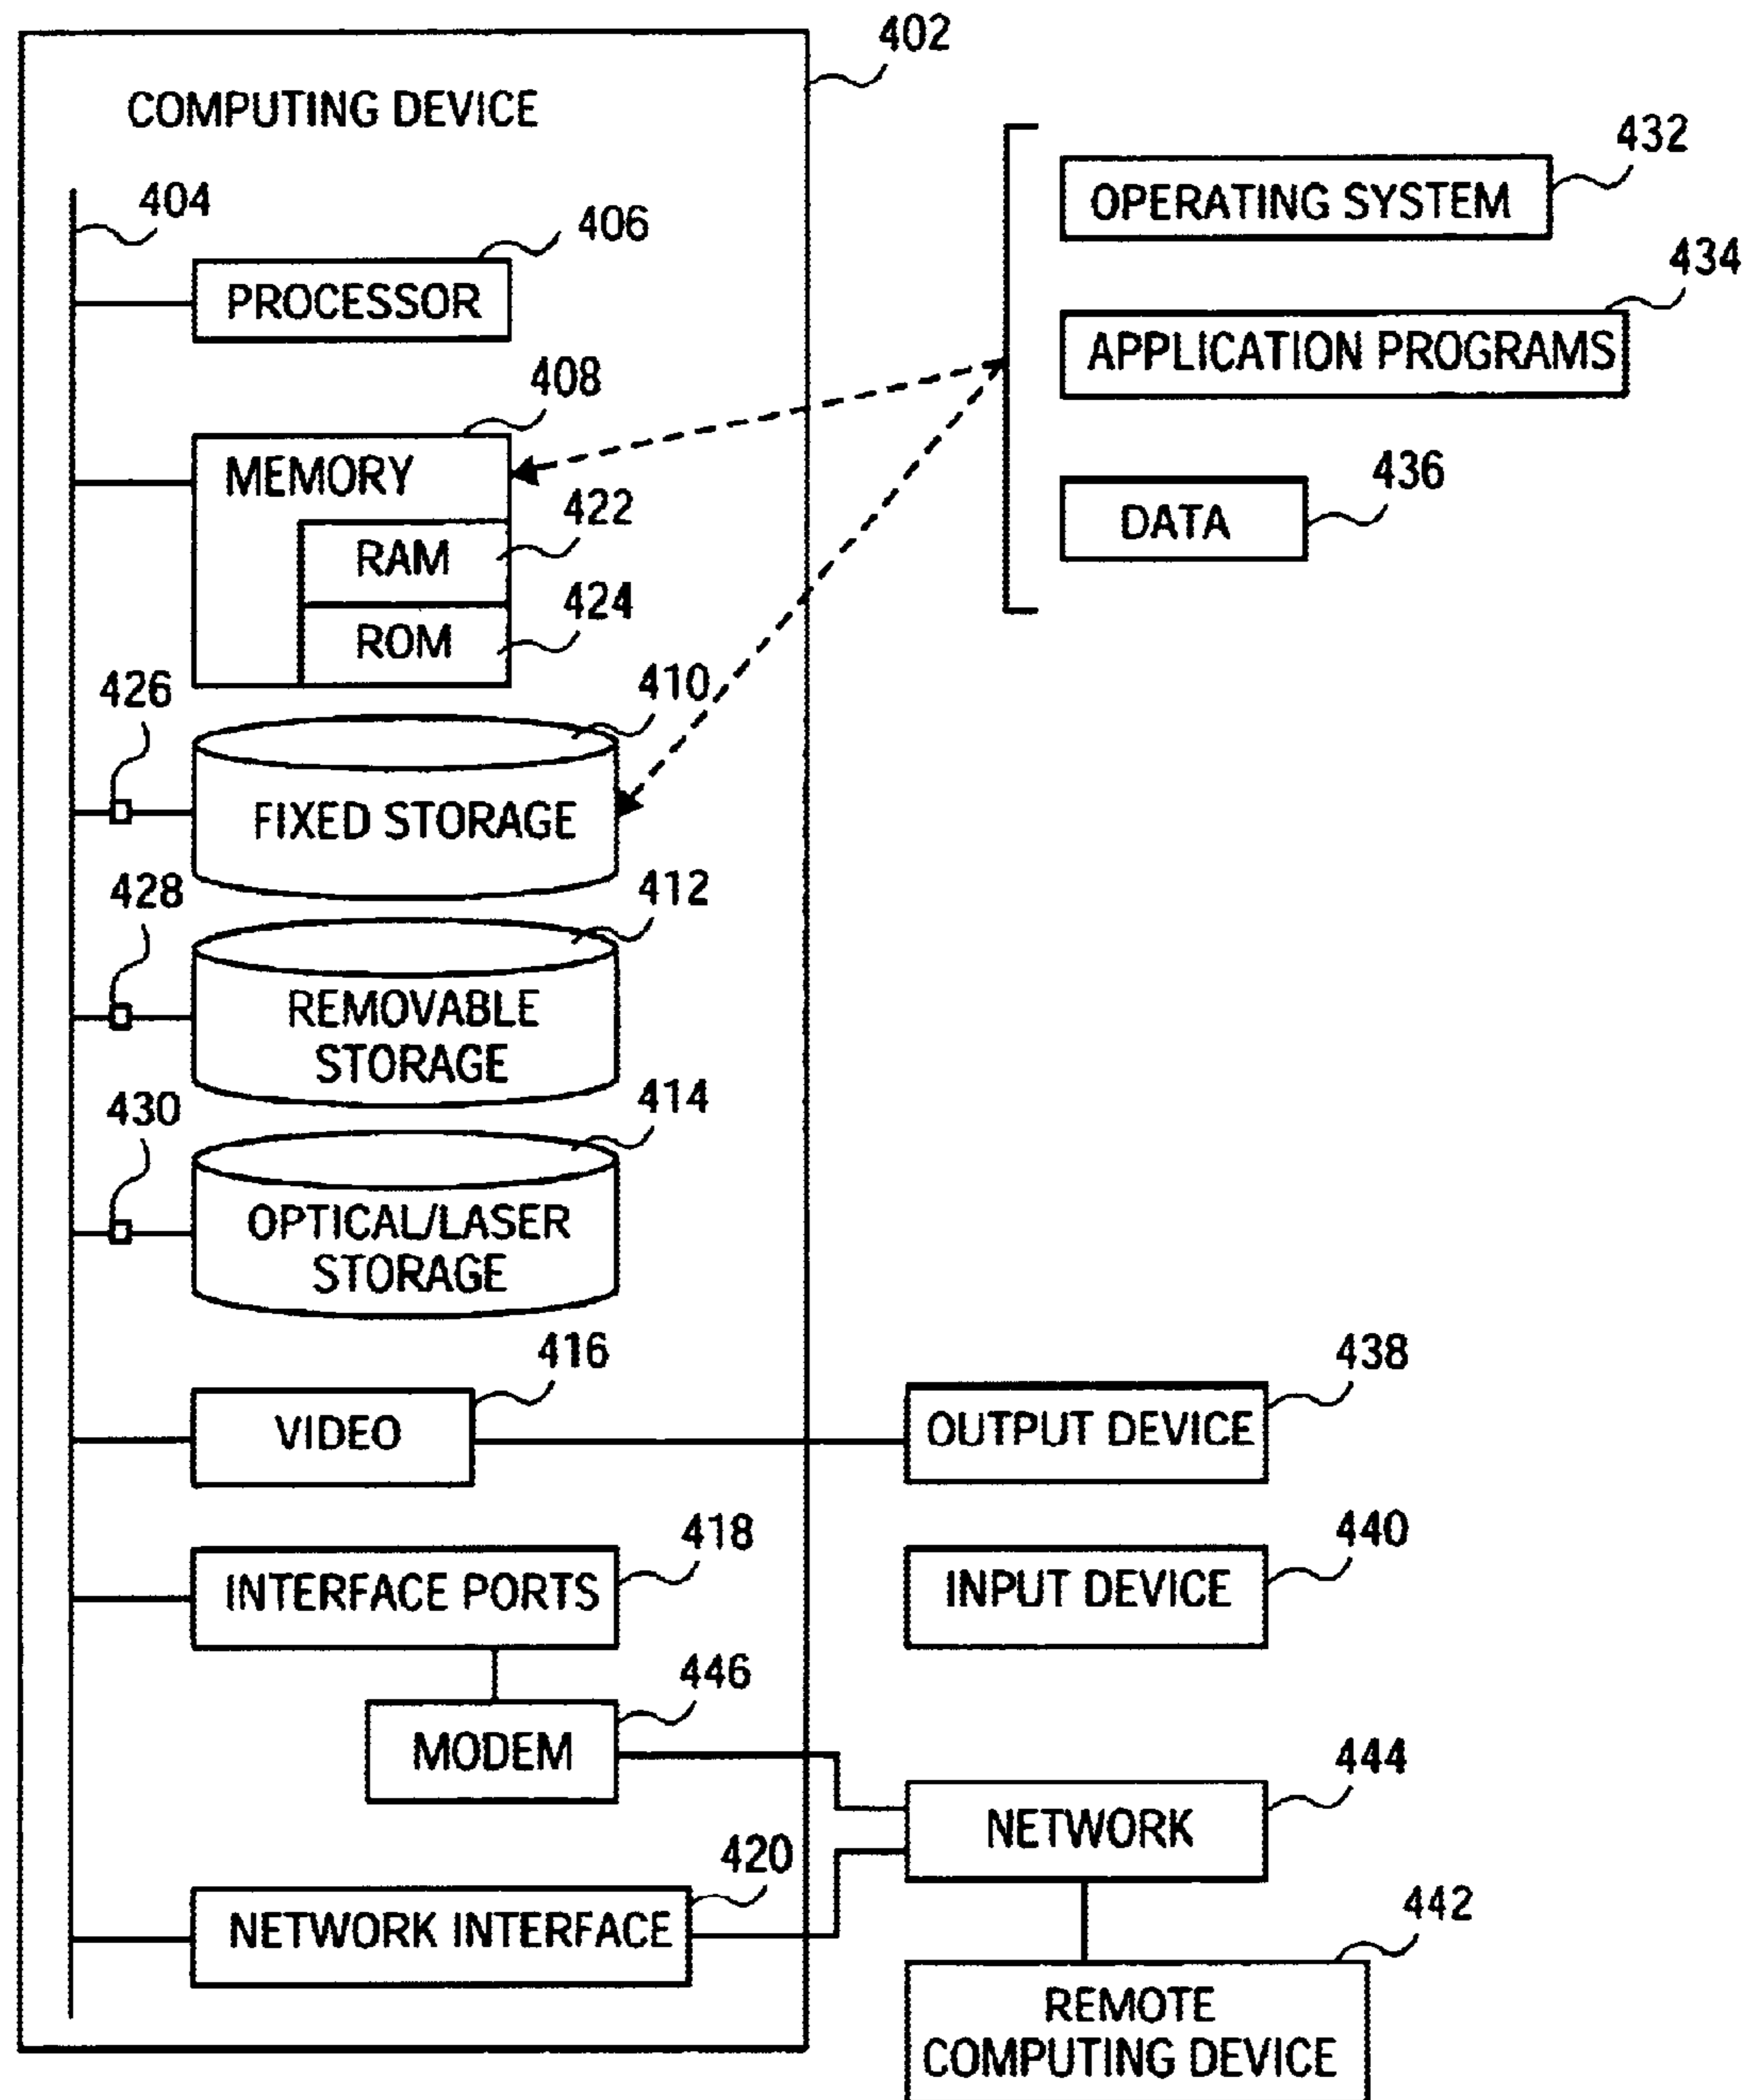 402
COMPUTING DEVICE
432
OPERATING SYSTEM
404
406
PROCESSOR
434
APPLICATION PROGRAMS
408
MEMORY
436
DATA
422
RAM
424
ROM
410
426
FIXED STORAGE
412
428
REMOVABLE
STORAGE
414
430
OPTICAL/LASER
STORAGE
416
VIDEO
438
OUTPUT DEVICE
418
INTERFACE PORTS
440
INPUT DEVICE
446
MODEM
444
NETWORK
420
NETWORK INTERFACE
442
REMOTE
COMPUTING DEVICE